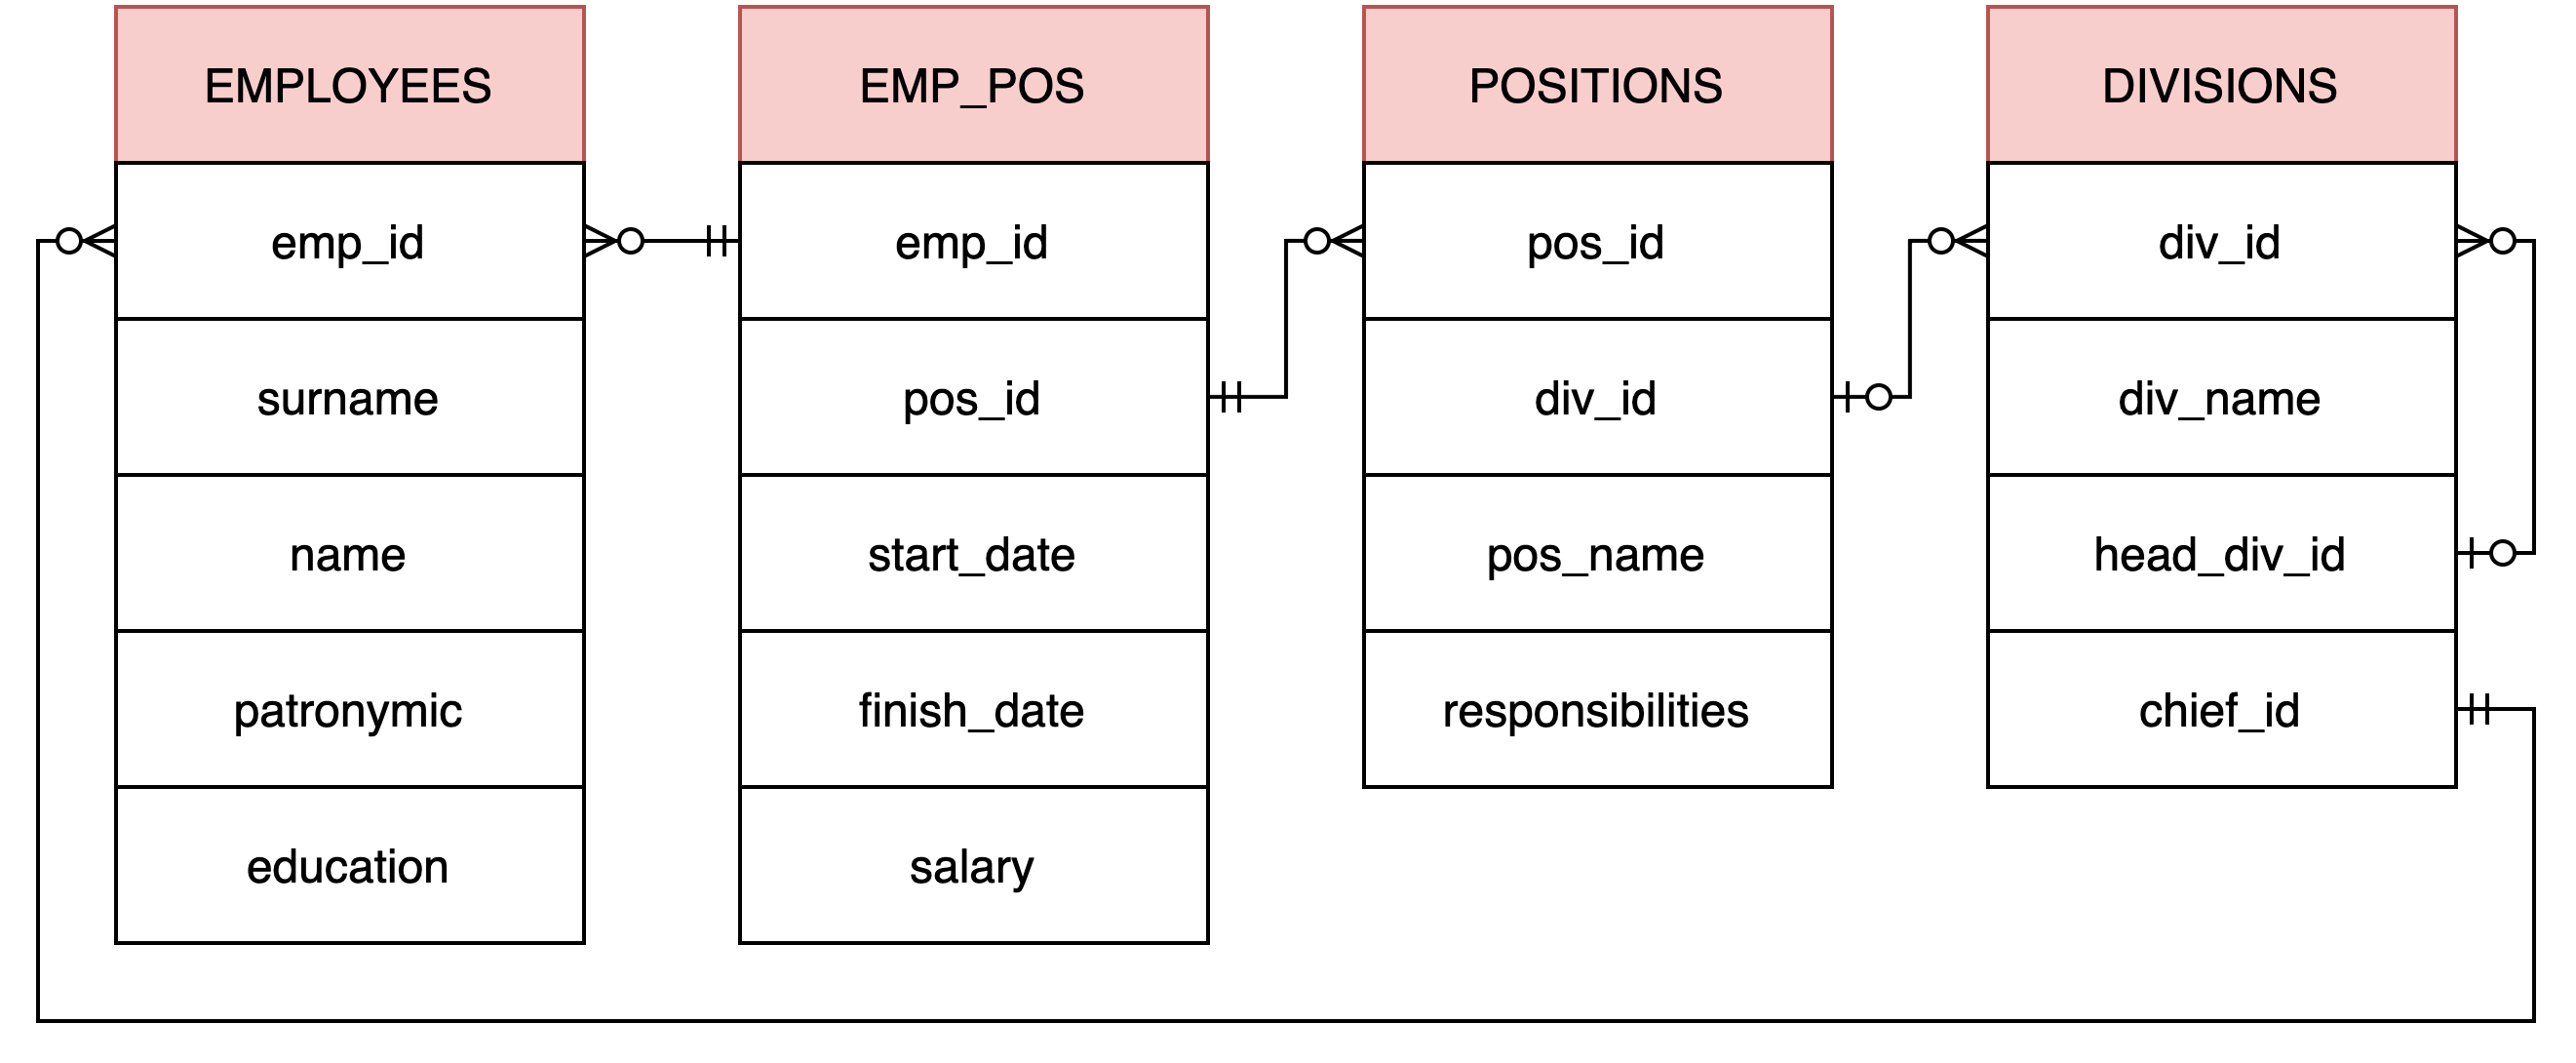 EMPLOYEES
emp_id
surname
name
patronymic
education
EMP_POS
emp_id
pos_id
start_date
finish_date
salary
POSITIONS
pos_id
div_id
pos_name
responsibilities
DIVISIONS
div_id
div_name
head_div_id
chief_id